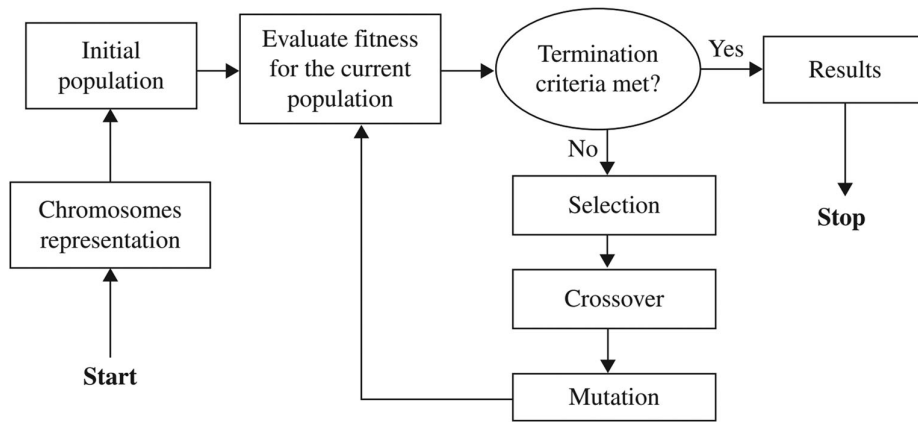 Initial
population
Evaluate fitness
for the current
population
Termination
criteria met?
Yes
Results
No
Chromosomes
representation
Selection
Stop
Crossover
Start
Mutation